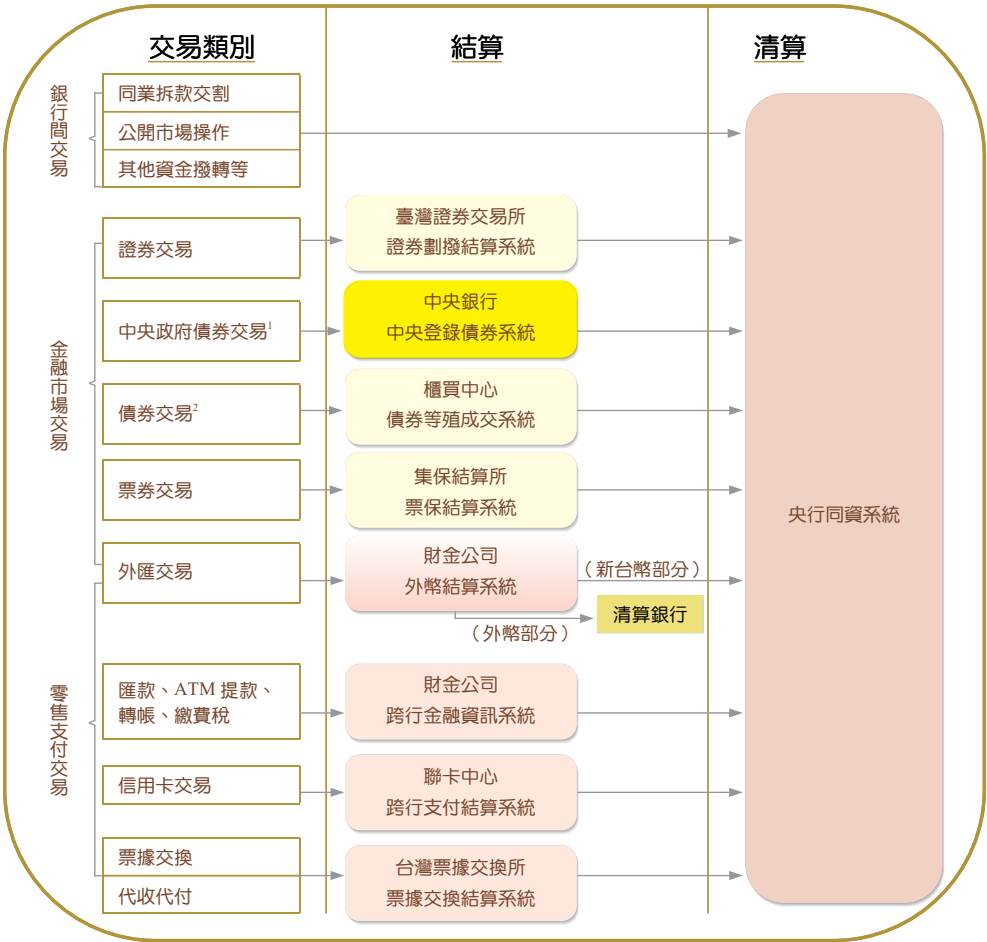 交易類別
結算
清算
銀行間交易
同業拆款交割
公開市場操作
其他資金撥轉等
金融市場交易
證券交易
臺灣證券交易所
證券劃撥結算系統
中央政府債券交易1
中央銀行
中央登錄債券系統
債券交易2
櫃買中心
債券等殖成交系統
票券交易
集保結算所
票保結算系統
央行同資系統
外匯交易
財金公司
外幣結算系統
（新台幣部分）
（外幣部分）
清算銀行
零售支付交易
匯款、ATM 提款、
轉帳、繳費稅
財金公司
跨行金融資訊系統
信用卡交易
聯卡中心
跨行支付結算系統
票據交換
代收代付
台灣票據交換所
票據交換結算系統